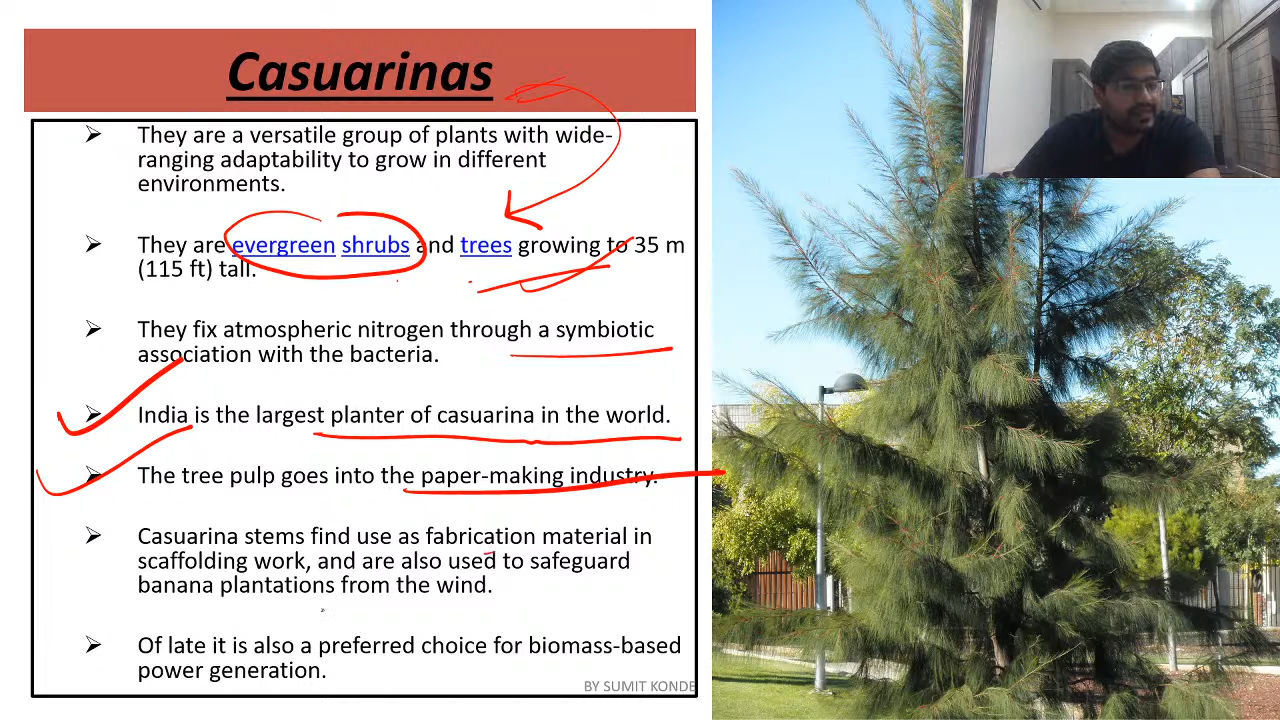 Casuarinas
➢ They are a versatile group of plants with wide-
ranging adaptability to grow in different
environments.
➢ They are evergreen shrubs and trees growing to 35 m
(115 ft) tall.
➢ They fix atmospheric nitrogen through a symbiotic
association with the bacteria.
➢ India is the largest planter of casuarina in the world.
➢ The tree pulp goes into the paper-making industry.
➢ Casuarina stems find use as fabrication material in
scaffolding work, and are also used to safeguard
banana plantations from the wind.
➢ Of late it is also a preferred choice for biomass-based
power generation.
BY SUMIT KONDE